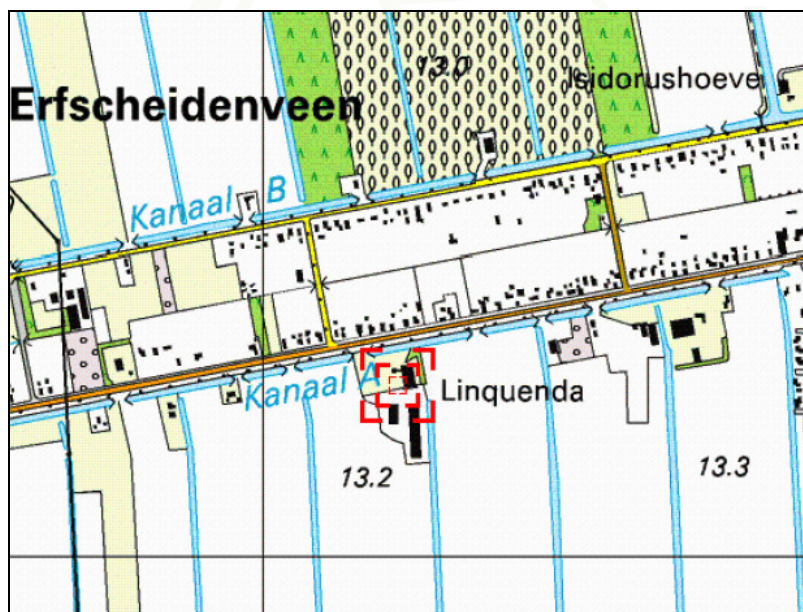 13.0
Isidorushoeve
Erfscheidenveen
Kanaal B
Kanaal A
Linquenda
13.2
13.3